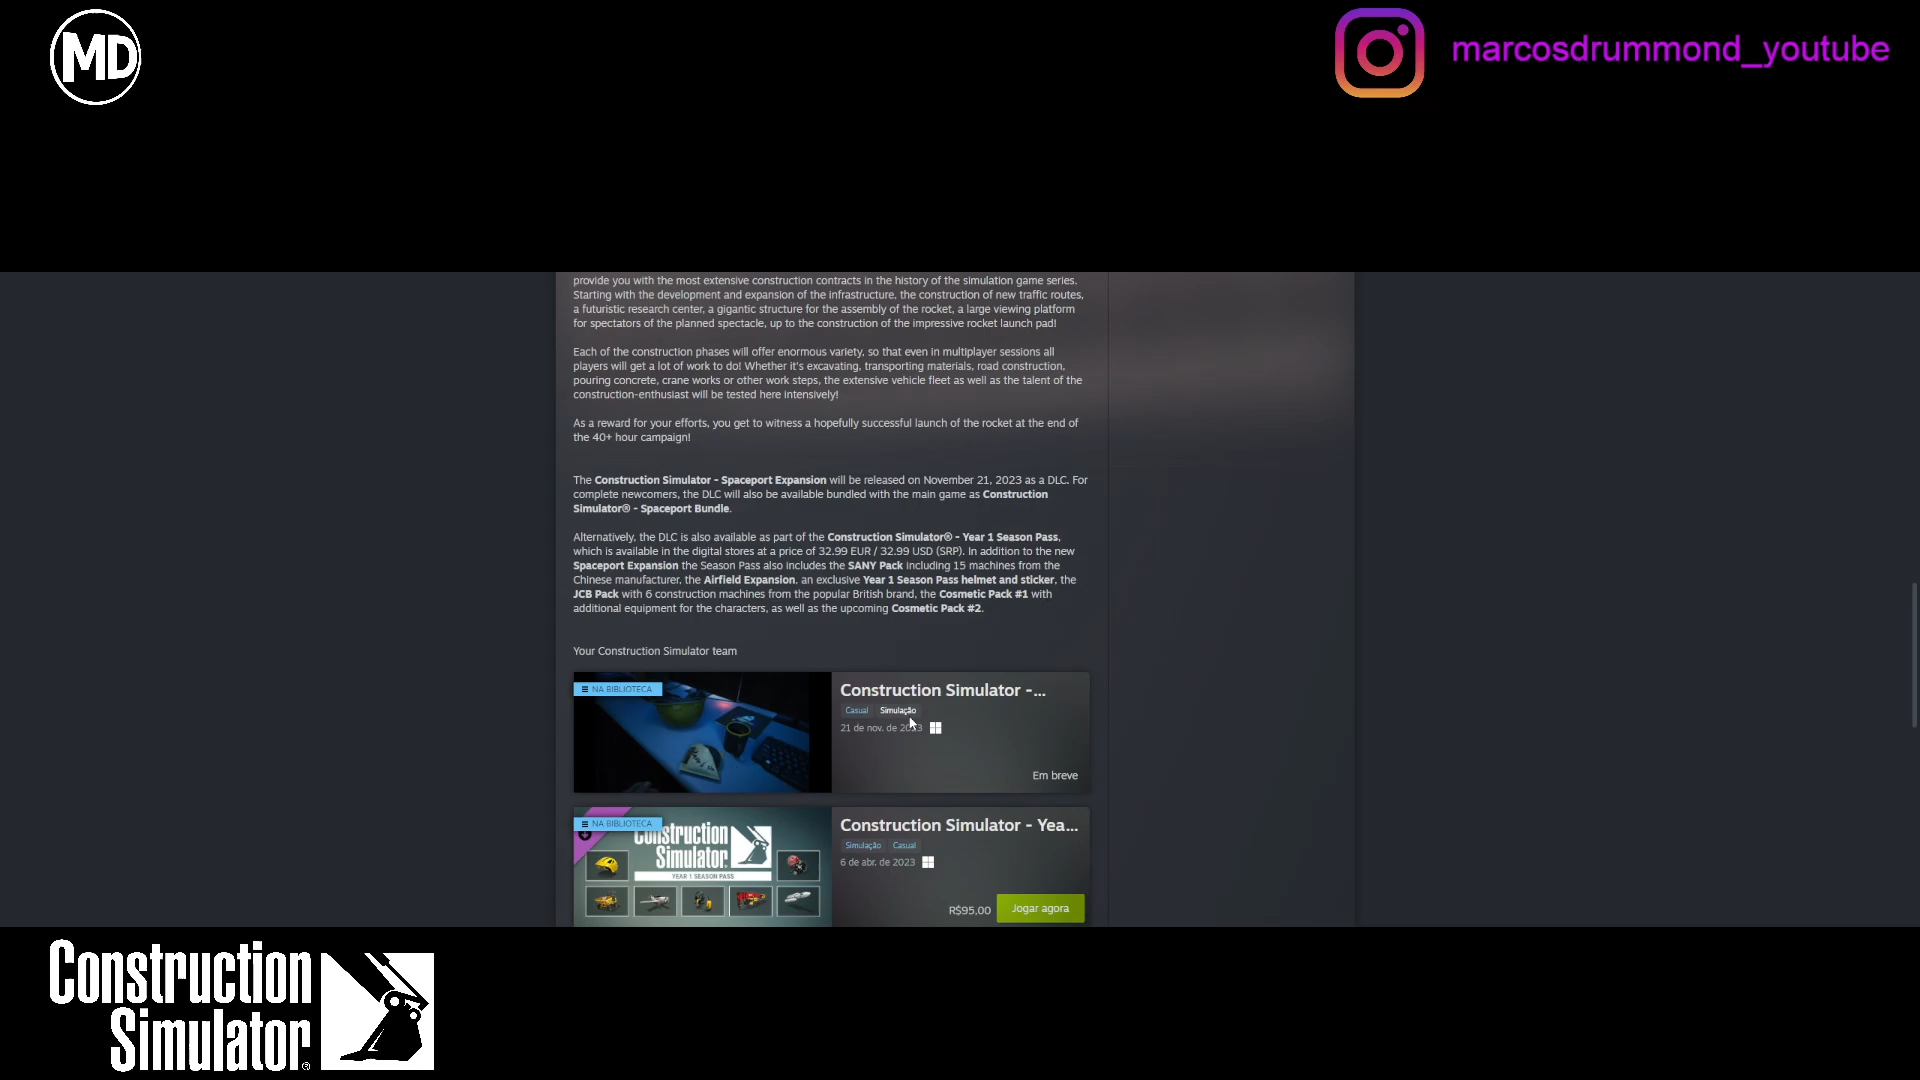 MD
marcosdrummond_youtube
provide you with the most extensive construction contracts in the history of the simulation game series.
Starting with the development and expansion of the infrastructure, the construction of new traffic routes,
a futuristic research center, a gigantic structure for the assembly of the rocket, a large viewing platform
for spectators of the planned spectacle, up to the construction of the impressive rocket launch pad!
Each of the construction phases will offer enormous variety, so that even in multiplayer sessions all
players will get a lot of work to do! Whether it's excavating, transporting materials, road construction,
pouring concrete, crane works or other work steps, the extensive vehicle fleet as well as the talent of the
construction-enthusiast will be tested here intensively!
As a reward for your efforts, you get to witness a hopefully successful launch of the rocket at the end of
the 40+ hour campaign!
The Construction Simulator - Spaceport Expansion will be released on November 21, 2023 as a DLC. For
complete newcomers, the DLC will also be available bundled with the main game as Construction
Simulator® - Spaceport Bundle.
Alternatively, the DLC is also available as part of the Construction Simulator® - Year 1 Season Pass,
which is available in the digital stores at a price of 32.99 EUR / 32.99 USD (SRP). In addition to the new
Spaceport Expansion the Season Pass also includes the SANY Pack including 15 machines from the
Chinese manufacturer, the Airfield Expansion, an exclusive Year 1 Season Pass helmet and sticker, the
JCB Pack with 6 construction machines from the popular British brand, the Cosmetic Pack #1 with
additional equipment for the characters, as well as the upcoming Cosmetic Pack #2.
Your Construction Simulator team
NA BIBLIOTECA
Construction Simulator -...
Casual Simulação
21 de nov. de 2023
Em breve
NA BIBLIOTECA
Construction
Simulator
YEAR 1 SEASON PASS
Construction Simulator - Yea...
Simulação Casual
6 de abr. de 2023
R$95,00 Jogar agora
Construction
Simulator®